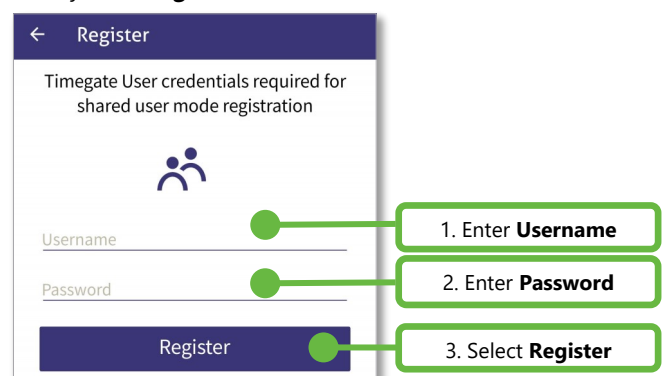 ← Register
Timegate User credentials required for
shared user mode registration
Username
1. Enter Username
Password
2. Enter Password
Register
3. Select Register